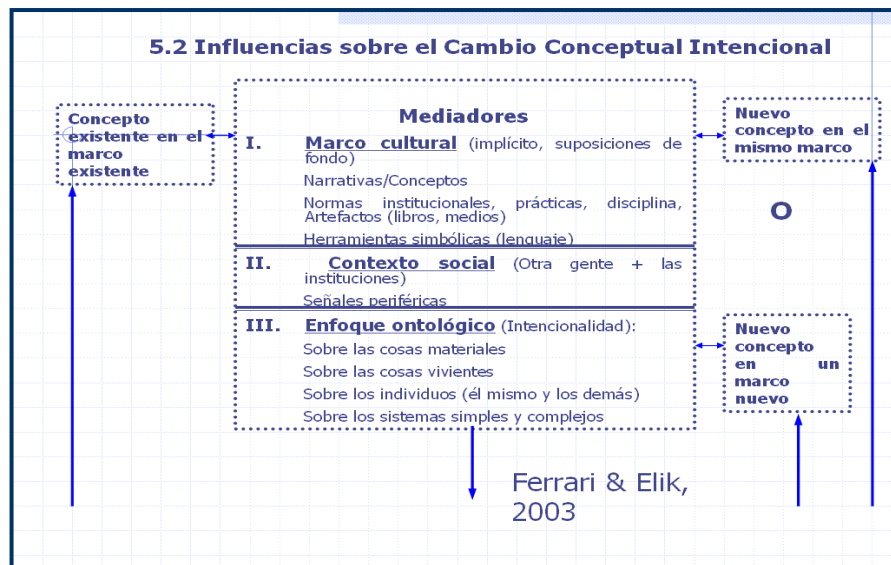 5.2 Influencias sobre el Cambio Conceptual Intencional
Concepto
existente en el
marco
existente
Mediadores
I. Marco cultural (implícito, suposiciones de
fondo)
Narrativas/Conceptos
Normas institucionales, prácticas, disciplina,
Artefactos (libros, medios)
Herramientas simbólicas (lenguaje)
II. Contexto social (Otra gente + las
instituciones)
Señales periféricas
III. Enfoque ontológico (Intencionalidad):
Sobre las cosas materiales
Sobre las cosas vivientes
Sobre los individuos (él mismo y los demás)
Sobre los sistemas simples y complejos
Nuevo
concepto en el
mismo marco
O
Nuevo
concepto
en un
marco
nuevo
Ferrari & Elik,
2003